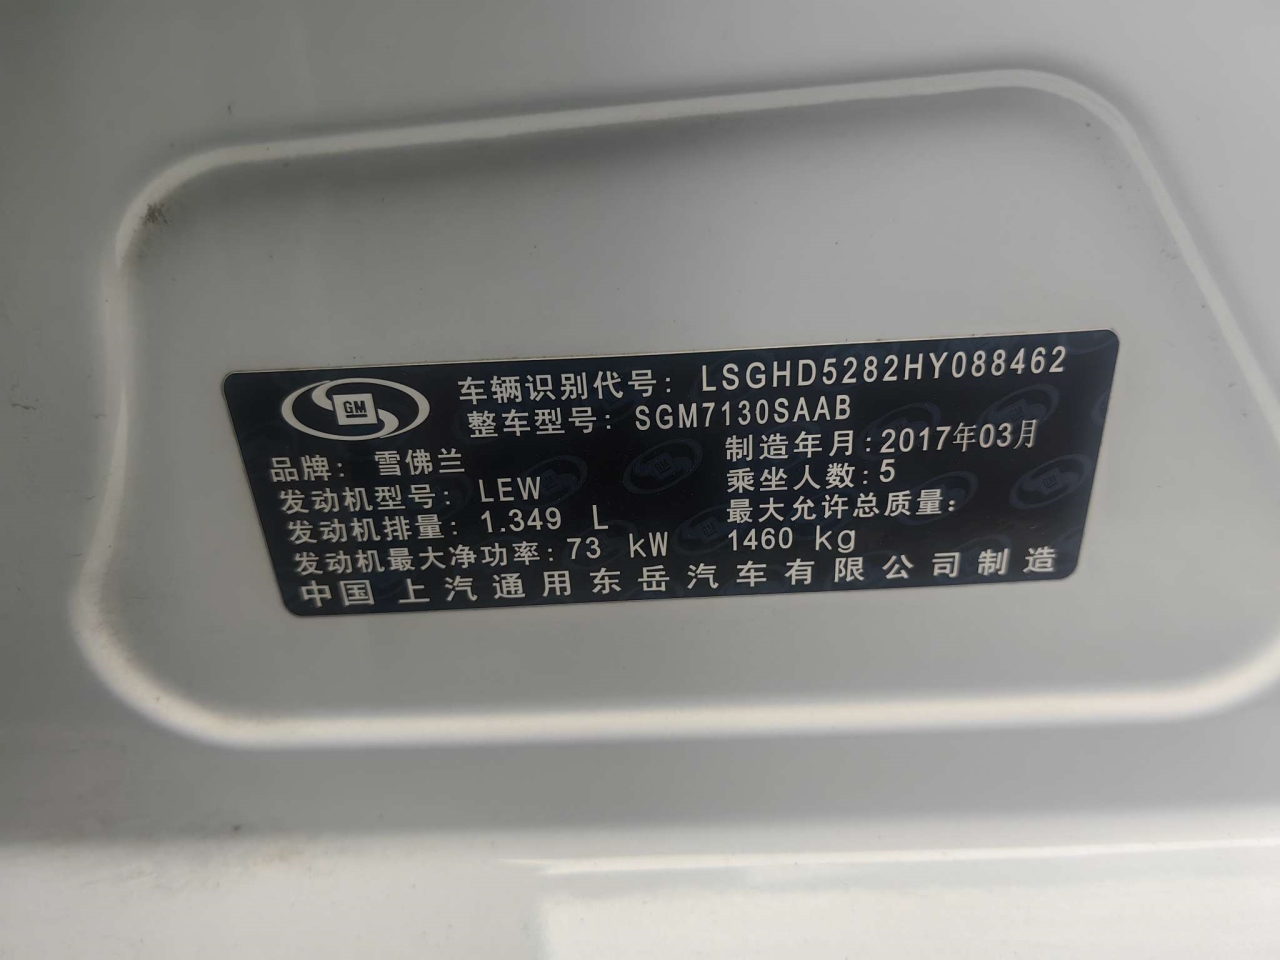 GM
车辆识别代号: LSGHD5282HY088462
整车型号: SGM7130SAAB
品牌: 雪佛兰
制造年月:2017年03月
发动机型号: LEW
乘坐人数:5
发动机排量: 1.349 L
最大允许总质量:
发动机最大净功率:73 kW
1460 kg
中国上汽通用东岳汽车有限公司制造